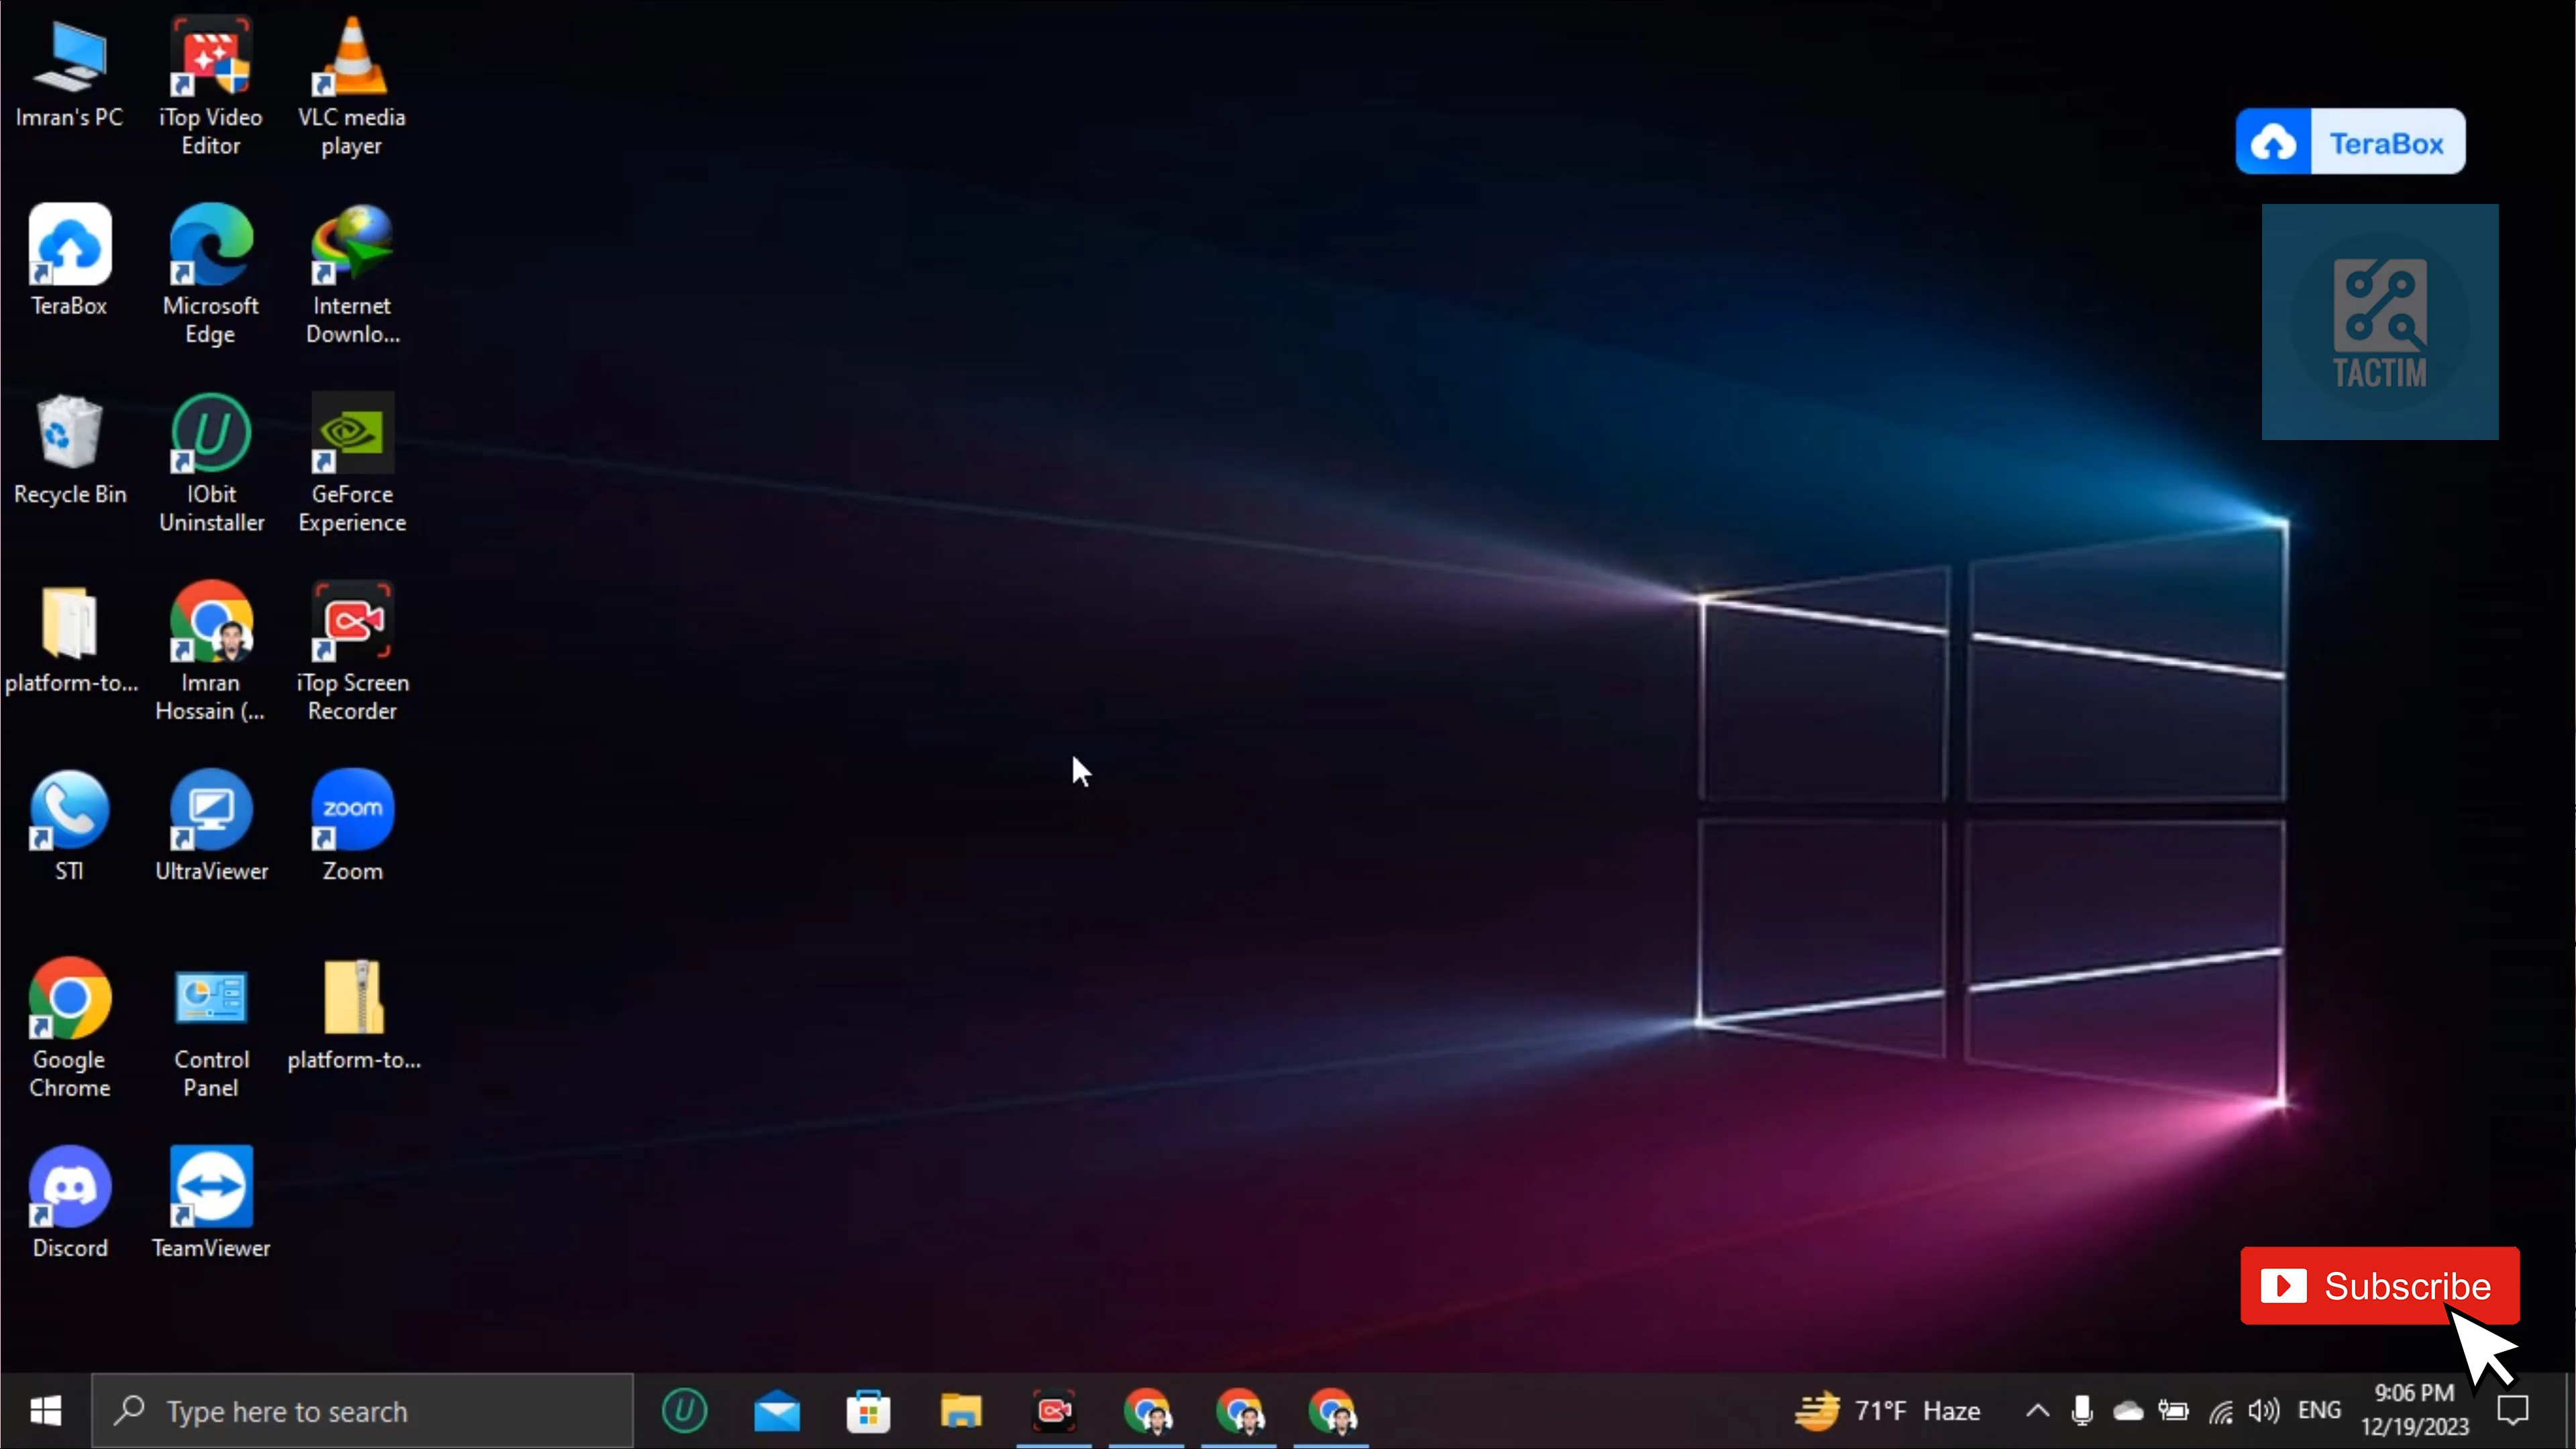 Imran's PC
iTop Video
Editor
VLC media
player
TeraBox
TACTIM
TeraBox
Microsoft
Edge
Internet
Downlo...
Recycle Bin
IObit
Uninstaller
GeForce
Experience
platform-to...
Imran
Hossain (...
iTop Screen
Recorder
zoom
STI
UltraViewer
Zoom
Google
Chrome
Control
Panel
platform-to...
Discord
TeamViewer
Subscribe
Type here to search
71°F Haze
ENG
9:06 PM
12/19/2023